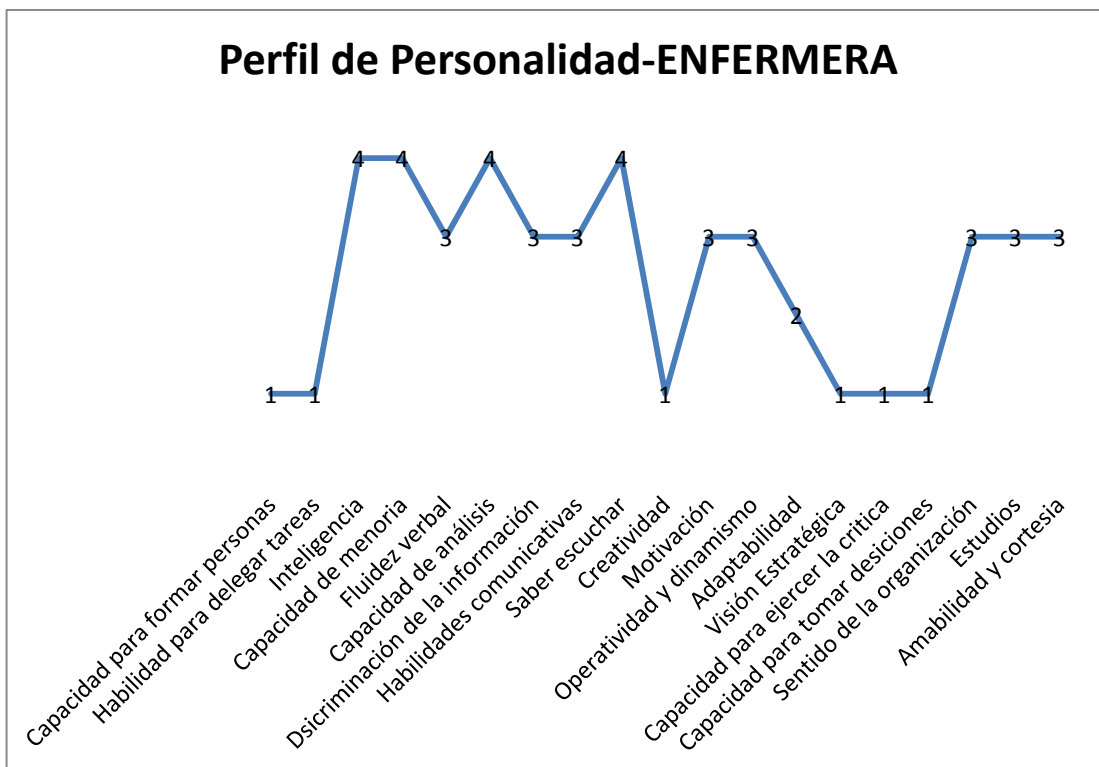 Perfil de Personalidad-ENFERMERA
1
1
4
4
3
4
3
3
4
1
3
3
2
1
1
1
3
3
3
Capacidad para formar personas
Habilidad para delegar tareas
Inteligencia
Capacidad de menoria
Fluidez verbal
Capacidad de análisis
Dsicriminación de la información
Habilidades comunicativas
Saber escuchar
Creatividad
Motivación
Operatividad y dinamismo
Adaptabilidad
Visión Estratégica
Capacidad para ejercer la critica
Capacidad para tomar desiciones
Sentido de la organización
Estudios
Amabilidad y cortesia